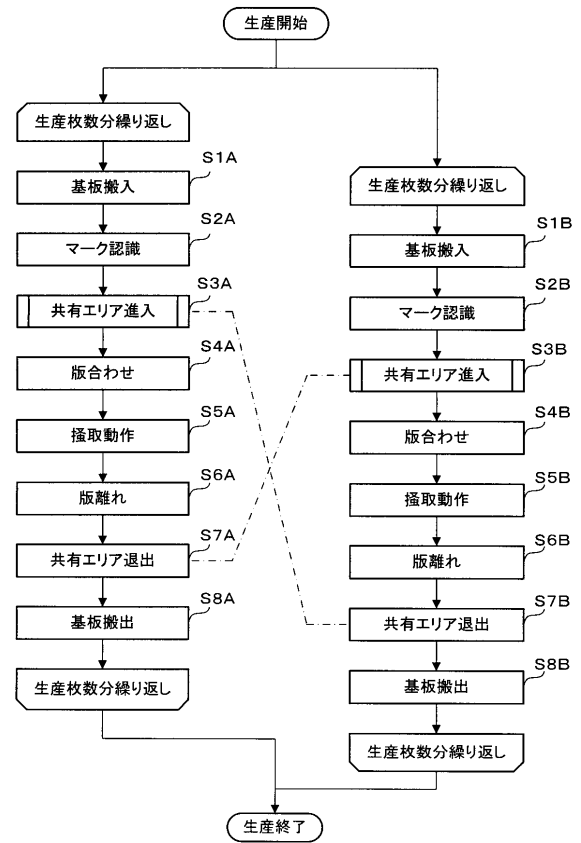 生産開始
生産枚数分繰り返し
S1A
基板搬入
S2A
マーク認識
S3A
共有エリア進入
S4A
版合わせ
S5A
掻取動作
S6A
版離れ
S7A
共有エリア退出
S8A
基板搬出
生産枚数分繰り返し
生産枚数分繰り返し
S1B
基板搬入
S2B
マーク認識
S3B
共有エリア進入
S4B
版合わせ
S5B
掻取動作
S6B
版離れ
S7B
共有エリア退出
S8B
基板搬出
生産枚数分繰り返し
生産終了